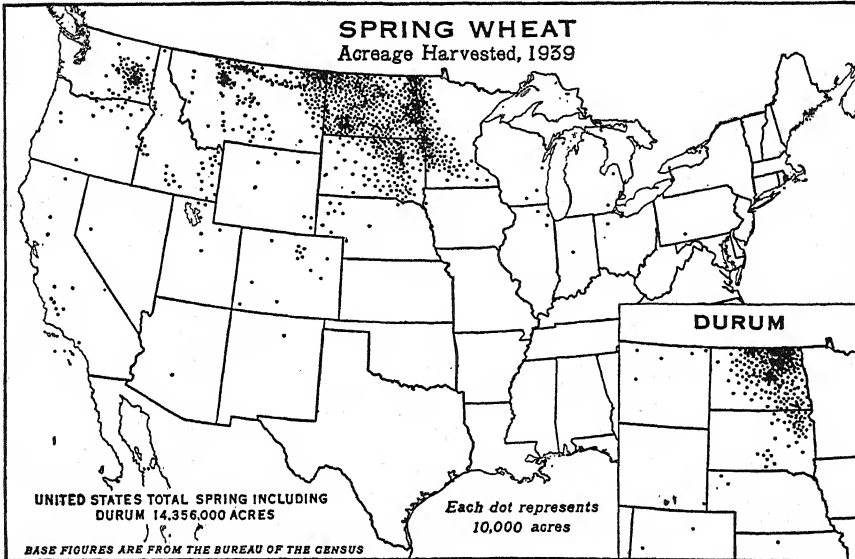 SPRING WHEAT
Acreage Harvested, 1939
DURUM
UNITED STATES TOTAL SPRING INCLUDING
DURUM 14,356,000 ACRES
Each dot represents
10,000 acres
BASE FIGURES ARE FROM THE BUREAU OF THE CENSUS